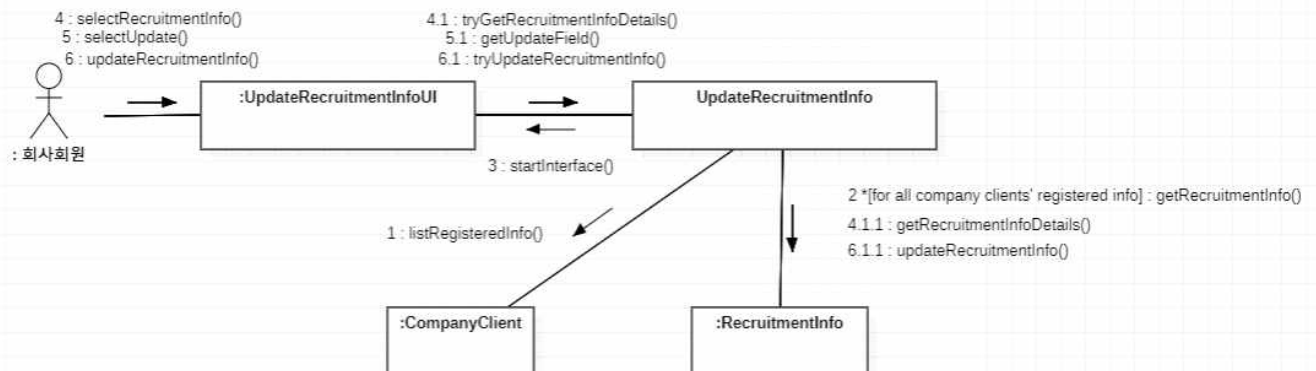 4 : selectRecruitmentInfo()
5 : selectUpdate()
6 : updateRecruitmentInfo()
4.1 : tryGetRecruitmentInfoDetails()
5.1 : getUpdateField()
6.1 : tryUpdateRecruitmentInfo()
:UpdateRecruitmentInfoUI
UpdateRecruitmentInfo
: 회사회원
3 : startInterface()
2 *[for all company clients' registered info] : getRecruitmentInfo()
4.1.1 : getRecruitmentInfoDetails()
6.1.1 : updateRecruitmentInfo()
1 : listRegisteredInfo()
:CompanyClient
:RecruitmentInfo